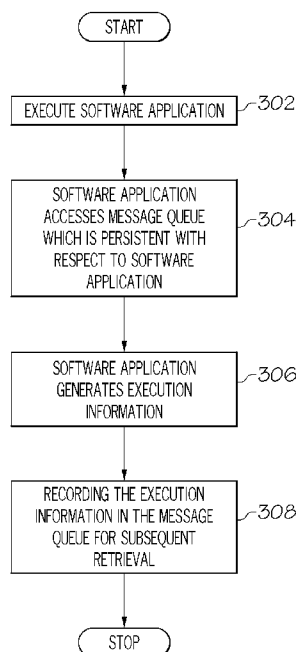 START
EXECUTE SOFTWARE APPLICATION
302
SOFTWARE APPLICATION
ACCESSES MESSAGE QUEUE
WHICH IS PERSISTENT WITH
RESPECT TO SOFTWARE
APPLICATION
304
SOFTWARE APPLICATION
GENERATES EXECUTION
INFORMATION
306
RECORDING THE EXECUTION
INFORMATION IN THE MESSAGE
QUEUE FOR SUBSEQUENT
RETRIEVAL
308
STOP